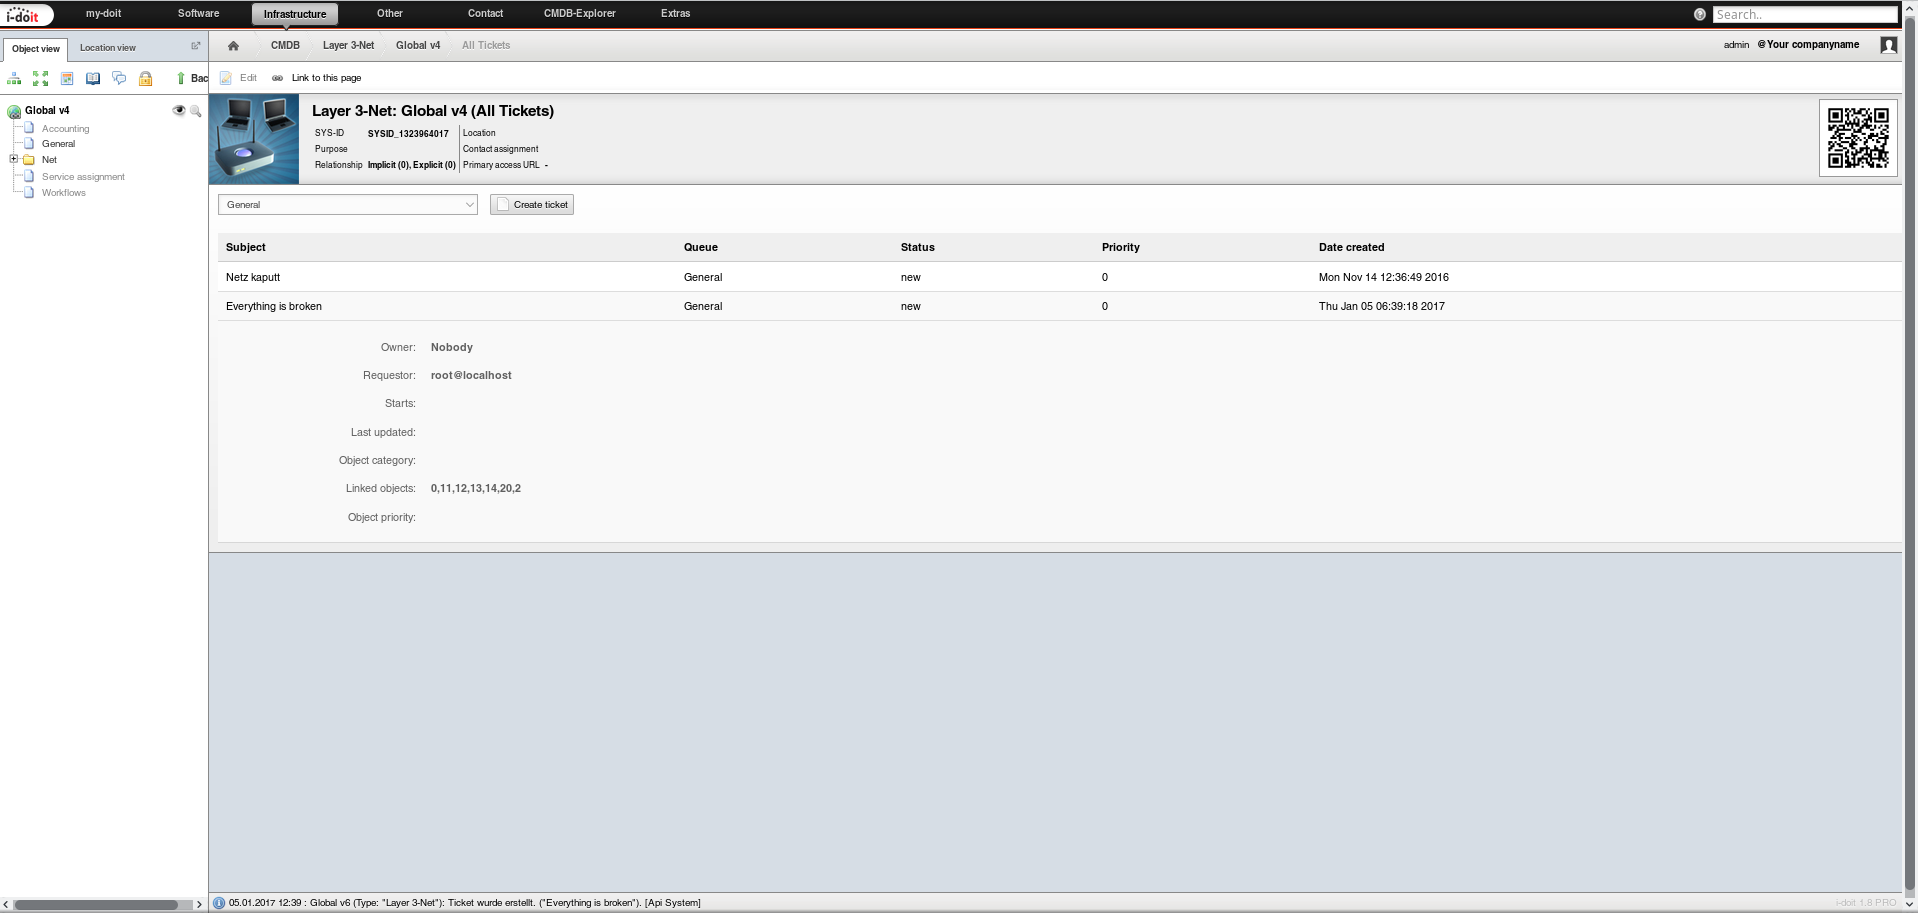 i-doit
my-doit Software Infrastructure Other Contact CMDB-Explorer Extras ? Search..
Object view Location view
CMDB Layer 3-Net Global v4 All Tickets admin @Your companyname
Bac Edit Link to this page
Global v4
Accounting
General
Net
Service assignment
Workflows
Layer 3-Net: Global v4 (All Tickets)
SYS-ID SYSID_1323964017 Location
Purpose Contact assignment
Relationship Implicit (0), Explicit (0) Primary access URL -
General Create ticket
Subject Queue Status Priority Date created
Netz kaputt General new 0 Mon Nov 14 12:36:49 2016
Everything is broken General new 0 Thu Jan 05 06:39:18 2017
Owner: Nobody
Requestor: root@localhost
Starts:
Last updated:
Object category:
Linked objects: 0,11,12,13,14,20,2
Object priority:
05.01.2017 12:39 : Global v6 (Type: "Layer 3-Net"): Ticket wurde erstellt. ("Everything is broken"). [Api System] i-doit 1.8 PRO